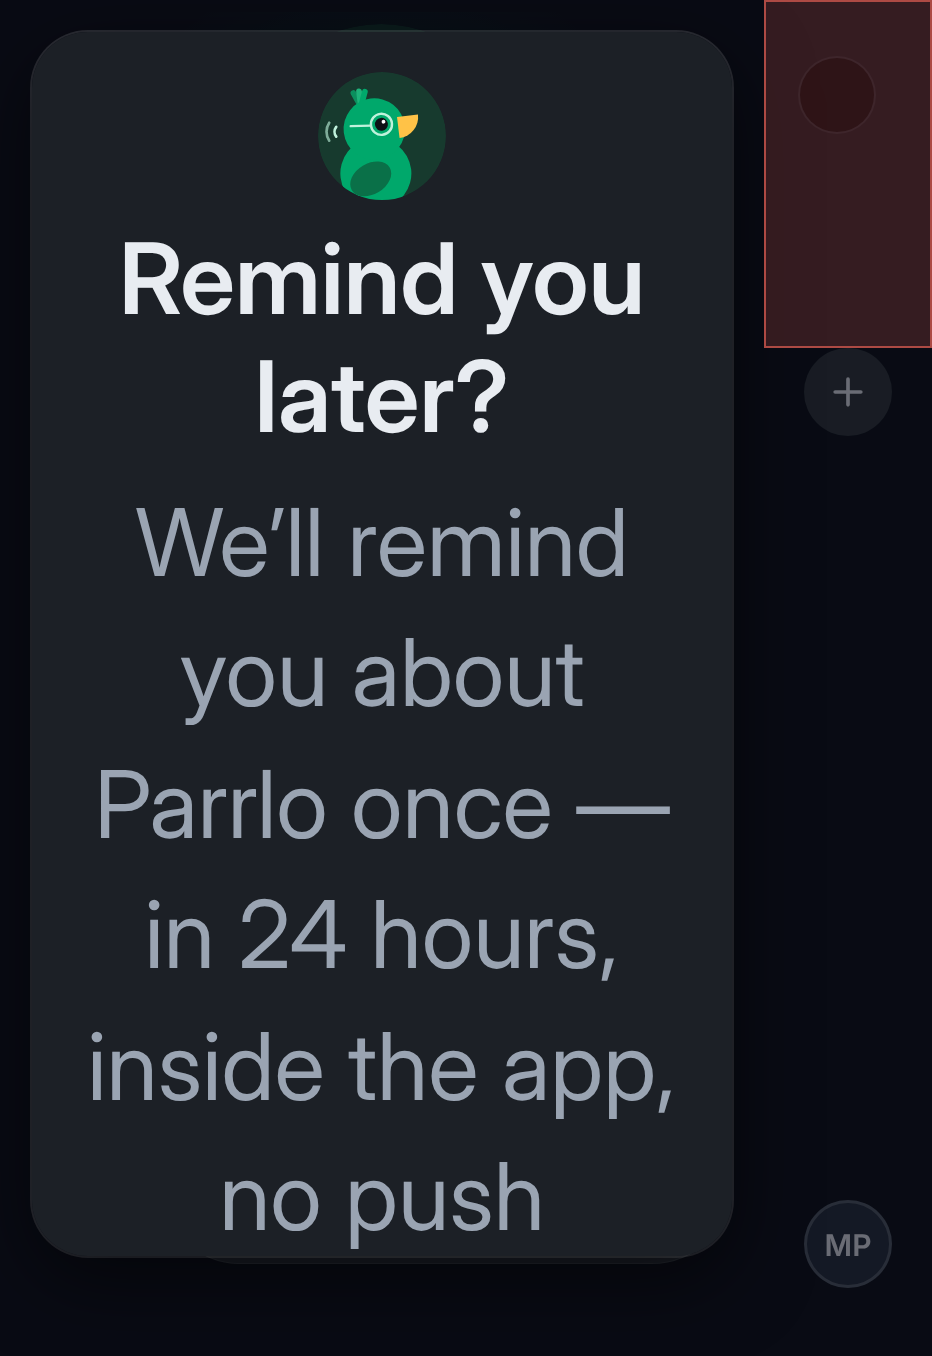 Remind you
later?
We’ll remind
you about
Parrlo once —
in 24 hours,
inside the app,
no push
MP